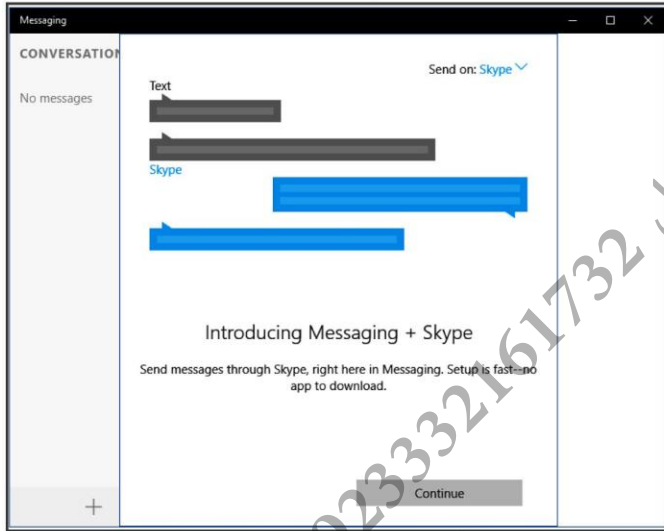 Messaging
CONVERSATION
No messages
Send on: Skype
Text
Skype
Introducing Messaging + Skype
Send messages through Skype, right here in Messaging. Setup is fast--no
app to download.
Continue
923332161732